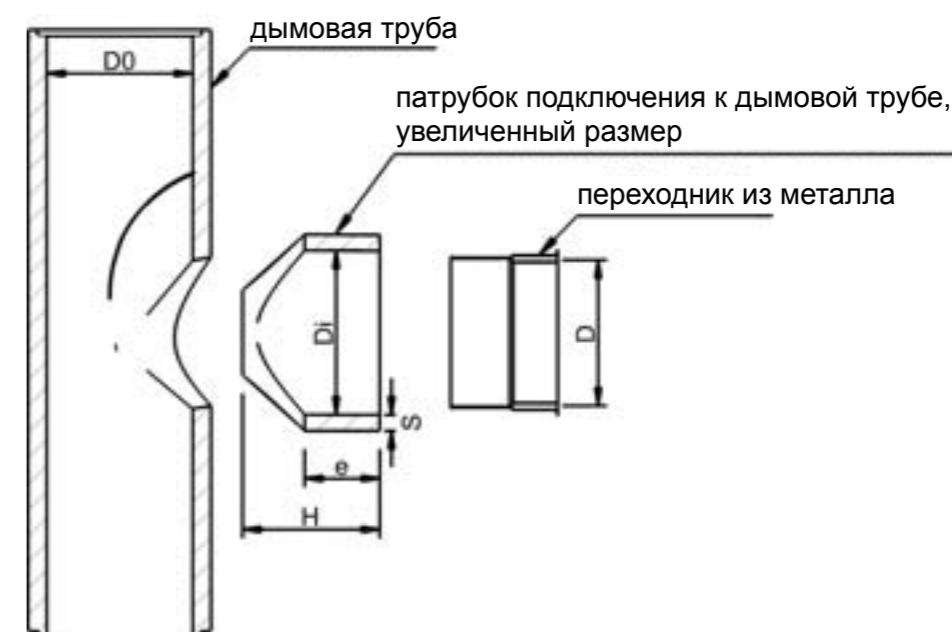 дымовая труба
D0
патрубок подключения к дымовой трубе,
увеличенный размер
переходник из металла
Di
D
S
e
H